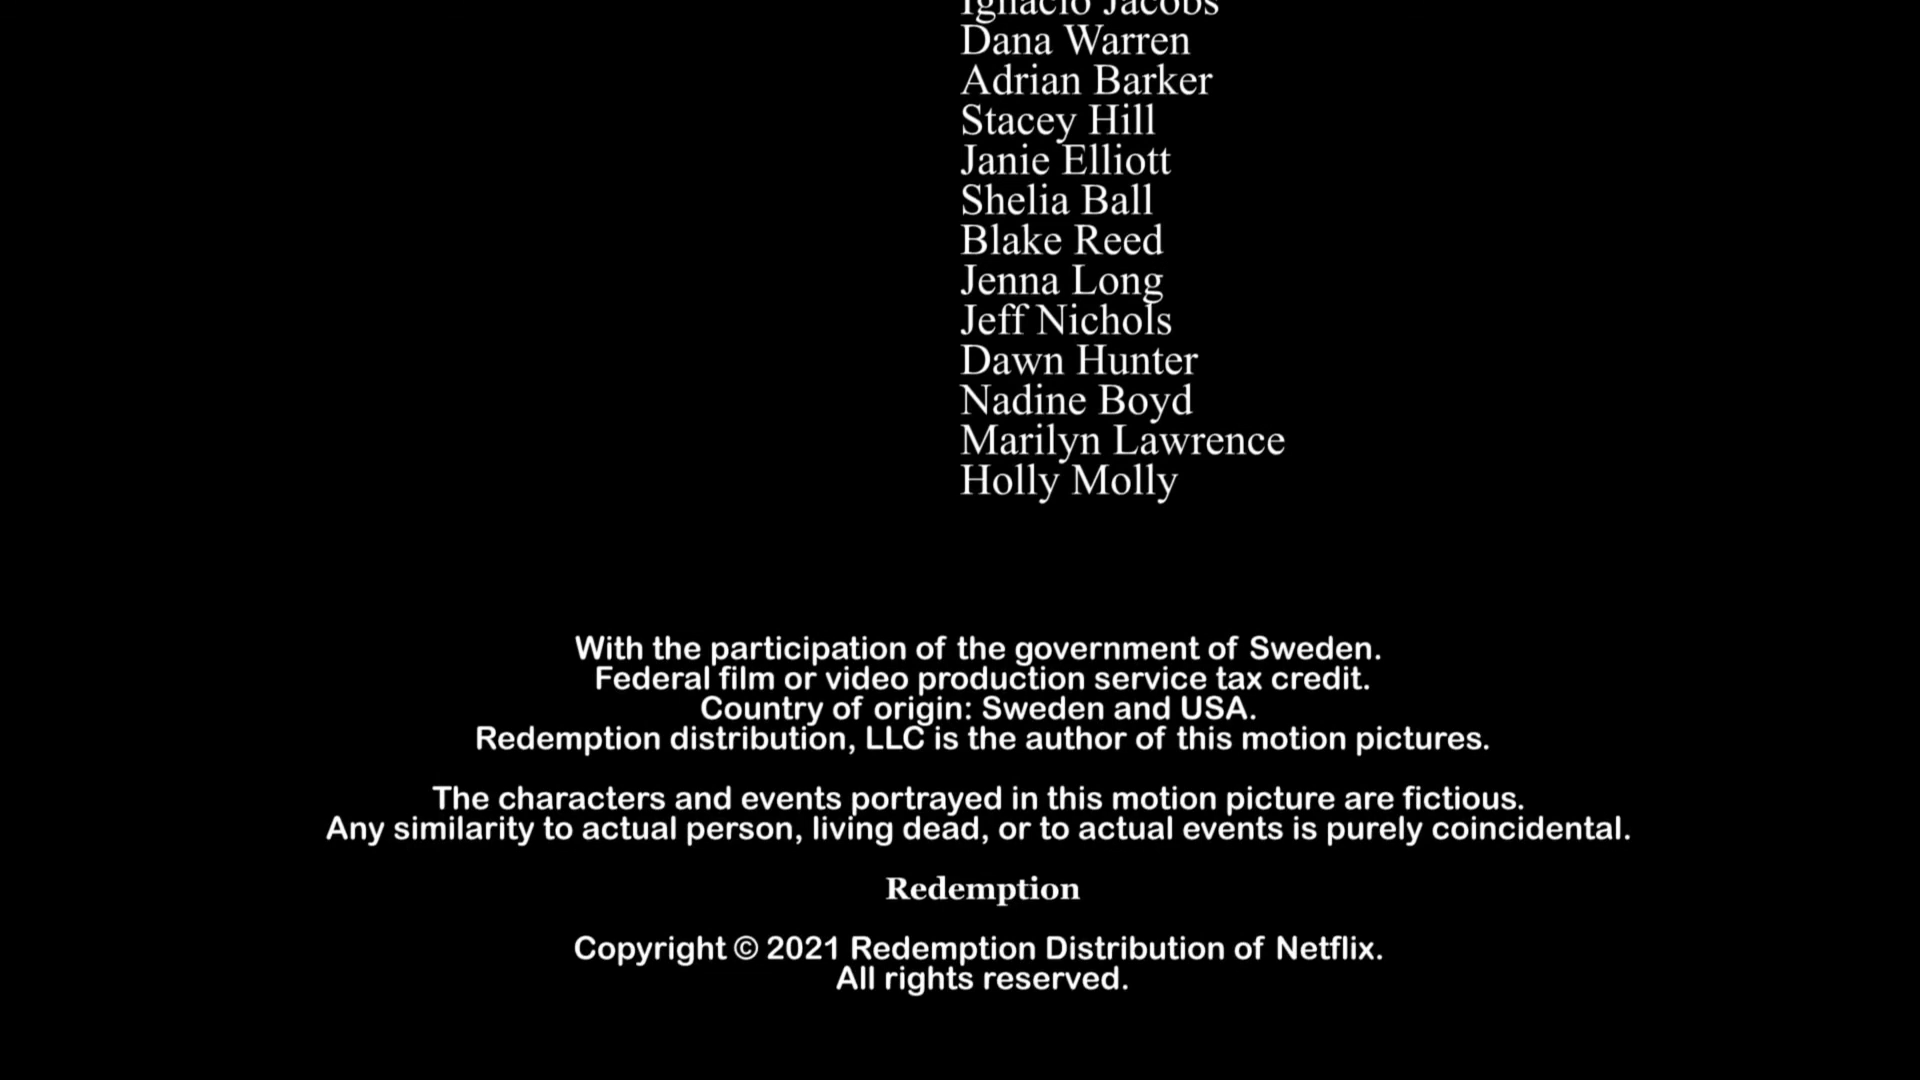 Ignacio Jacobs
Dana Warren
Adrian Barker
Stacey Hill
Janie Elliott
Shelia Ball
Blake Reed
Jenna Long
Jeff Nichols
Dawn Hunter
Nadine Boyd
Marilyn Lawrence
Holly Molly
With the participation of the government of Sweden.
Federal film or video production service tax credit.
Country of origin: Sweden and USA.
Redemption distribution, LLC is the author of this motion pictures.
The characters and events portrayed in this motion picture are fictious.
Any similarity to actual person, living dead, or to actual events is purely coincidental.
Redemption
Copyright © 2021 Redemption Distribution of Netflix.
All rights reserved.